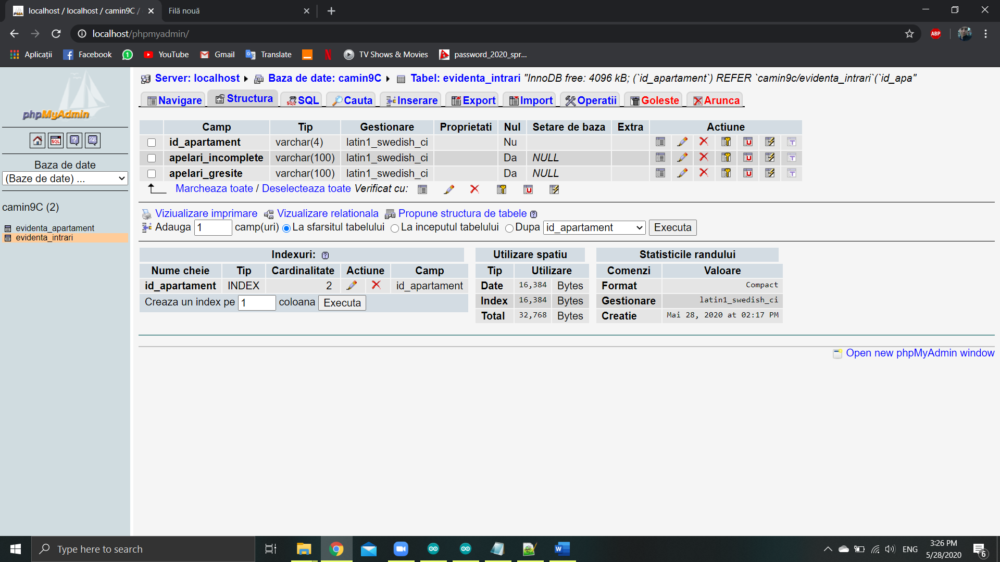 localhost / localhost / camin9C /
Filă nouă
localhost/phpmyadmin/
ABP
Aplicații
Facebook
1
YouTube
Gmail
Translate
TV Shows & Movies
password_2020_spr...
phpMyAdmin
Server: localhost
Baza de date: camin9C
Tabel: evidenta_intrari "InnoDB free: 4096 kB; (`id_apartament`) REFER `camin9c/evidenta_intrari`(`id_apa"
Navigare
Structura
SQL
Cauta
Inserare
Export
Import
Operatii
Goleste
Arunca
Baza de date
(Baze de date) ...
camin9C (2)
evidenta_apartament
evidenta_intrari
Camp Tip Gestionare Proprietati Nul Setare de baza Extra Actiune
id_apartament varchar(4) latin1_swedish_ci Nu
apelari_incomplete varchar(100) latin1_swedish_ci Da NULL
apelari_gresite varchar(100) latin1_swedish_ci Da NULL
Marcheaza toate / Deselecteaza toate Verificat cu:
Viziualizare imprimare Vizualizare relationala Propune structura de tabele
Adauga 1 camp(uri) La sfarsitul tabelului La inceputul tabelului Dupa id_apartament Executa
Indexuri:
Nume cheie Tip Cardinalitate Actiune Camp
id_apartament INDEX 2 id_apartament
Creaza un index pe 1 coloana Executa
Utilizare spatiu
Tip Utilizare
Date 16,384 Bytes
Index 16,384 Bytes
Total 32,768 Bytes
Statisticile randului
Comenzi Valoare
Format Compact
Gestionare latin1_swedish_ci
Creatie Mai 28, 2020 at 02:17 PM
Open new phpMyAdmin window
Type here to search
ENG
3:26 PM
5/28/2020
6